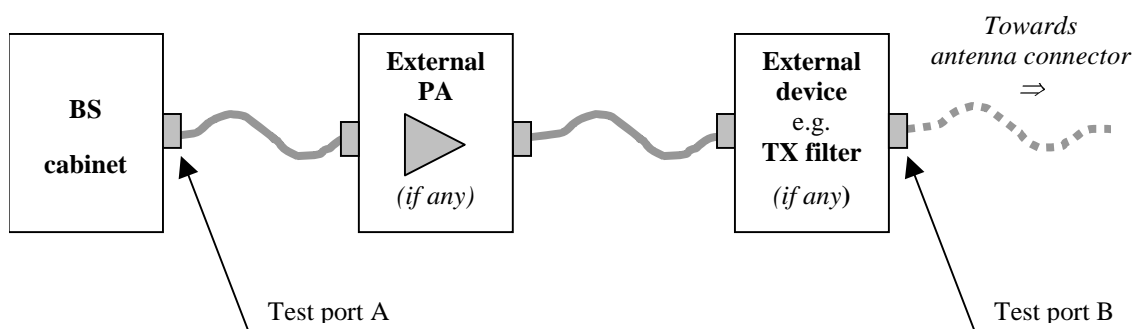 BS
cabinet
External
PA
(if any)
External
device
e.g.
TX filter
(if any)
Towards
antenna connector
⇒
Test port A
Test port B